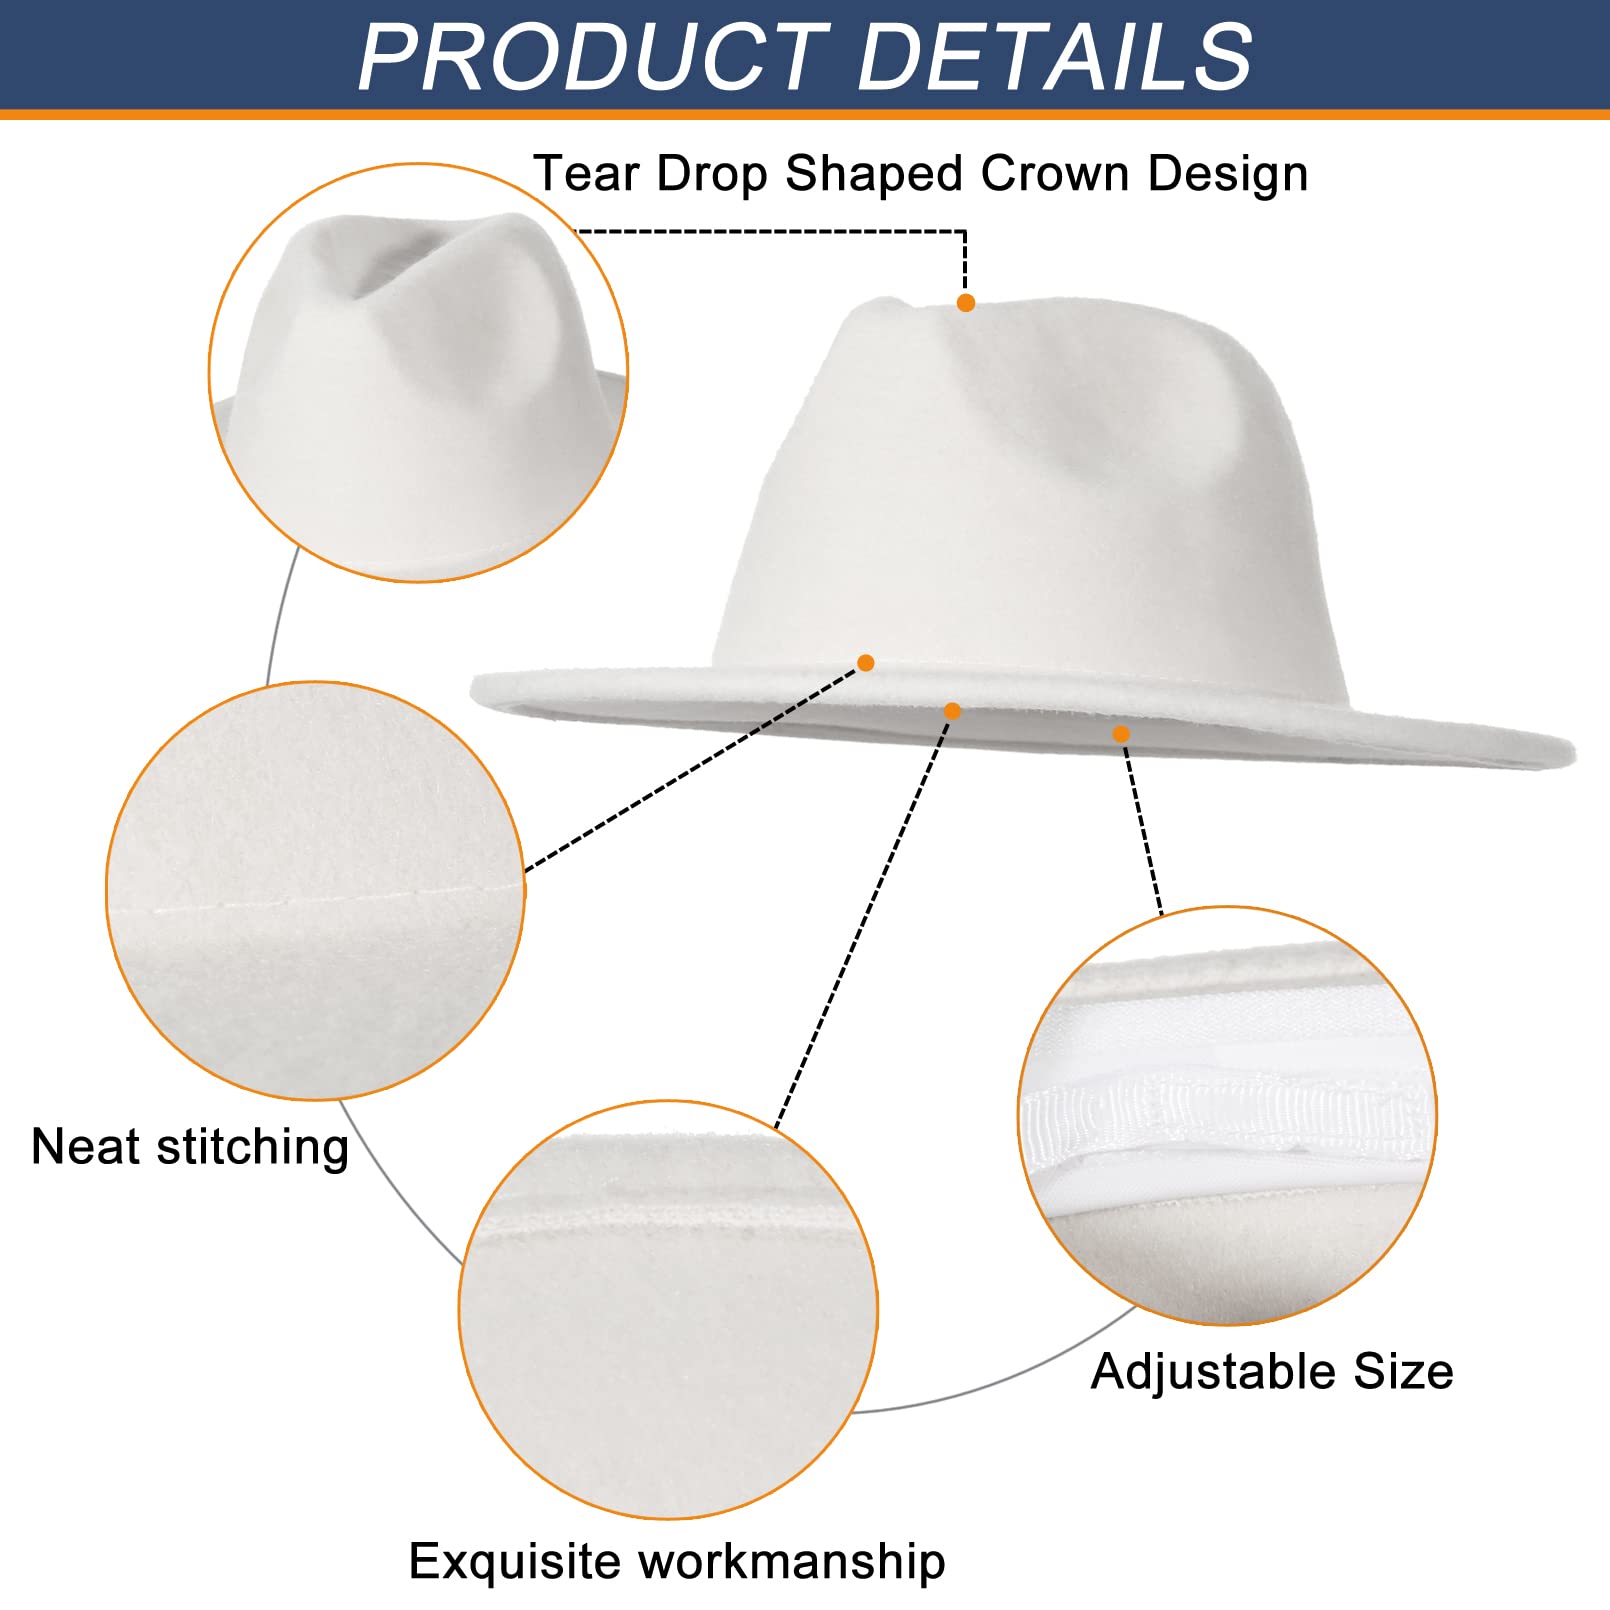 PRODUCT DETAILS
Tear Drop Shaped Crown Design
Neat stitching
Adjustable Size
Exquisite workmanship